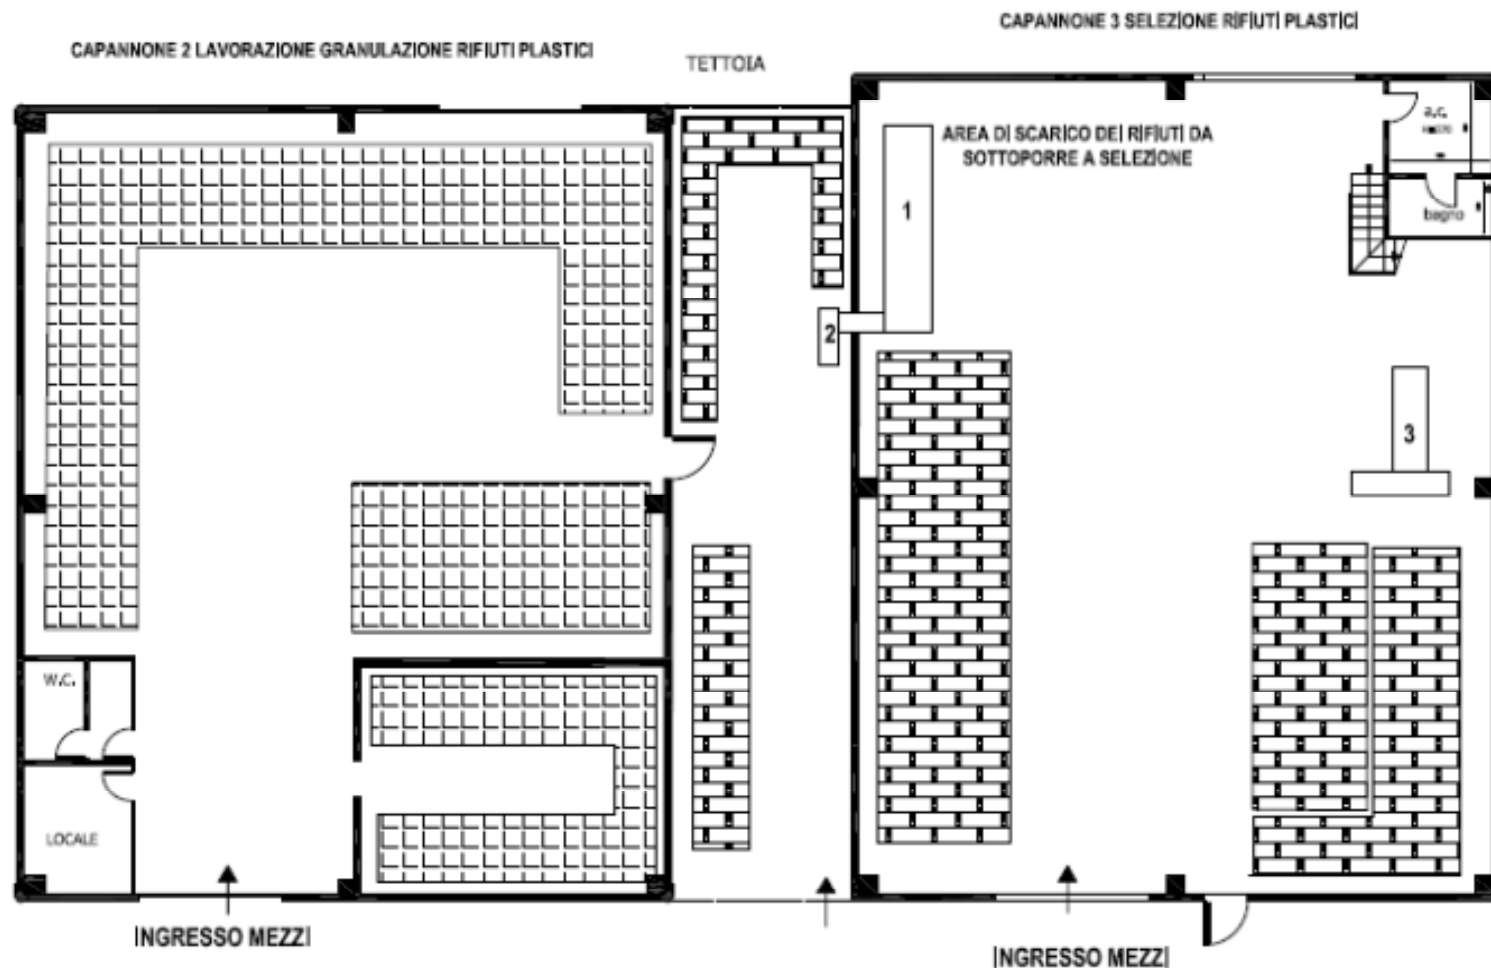 CAPANNONE 3 SELEZIONE RIFIUTI PLASTICI
CAPANNONE 2 LAVORAZIONE GRANULAZIONE RIFIUTI PLASTICI
TETTOIA
AREA DI SCARICO DEI RIFIUTI DA
SOTTOPORRE A SELEZIONE
1
bagno
2
3
W.C.
LOCALE
INGRESSO MEZZI
INGRESSO MEZZI